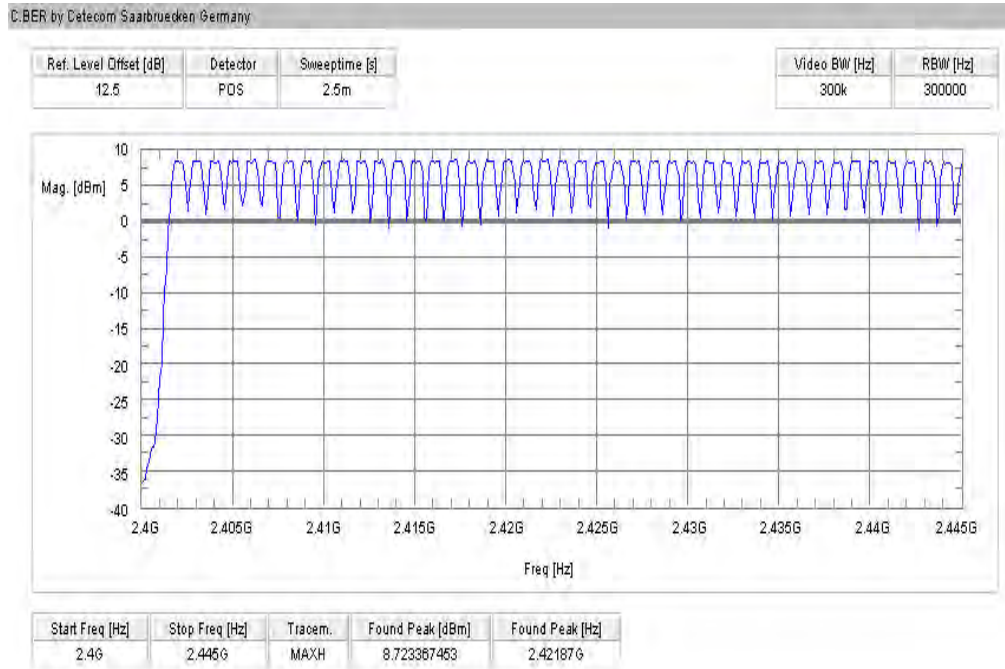 C.BER by Cetecom Saarbruecken Germany
Ref. Level Offset [dB] Detector Sweeptime [s] Video BW [Hz] RBW [Hz]
12.5 POS 2.5m 300k 300000
Mag. [dBm]
10
5
0
-5
-10
-15
-20
-25
-30
-35
-40
2.4G 2.405G 2.41G 2.415G 2.42G 2.425G 2.43G 2.435G 2.44G 2.445G
Freq [Hz]
Start Freq [Hz] Stop Freq [Hz] Tracem. Found Peak [dBm] Found Peak [Hz]
2.4G 2.445G MAXH 8.723367453 2.42187G